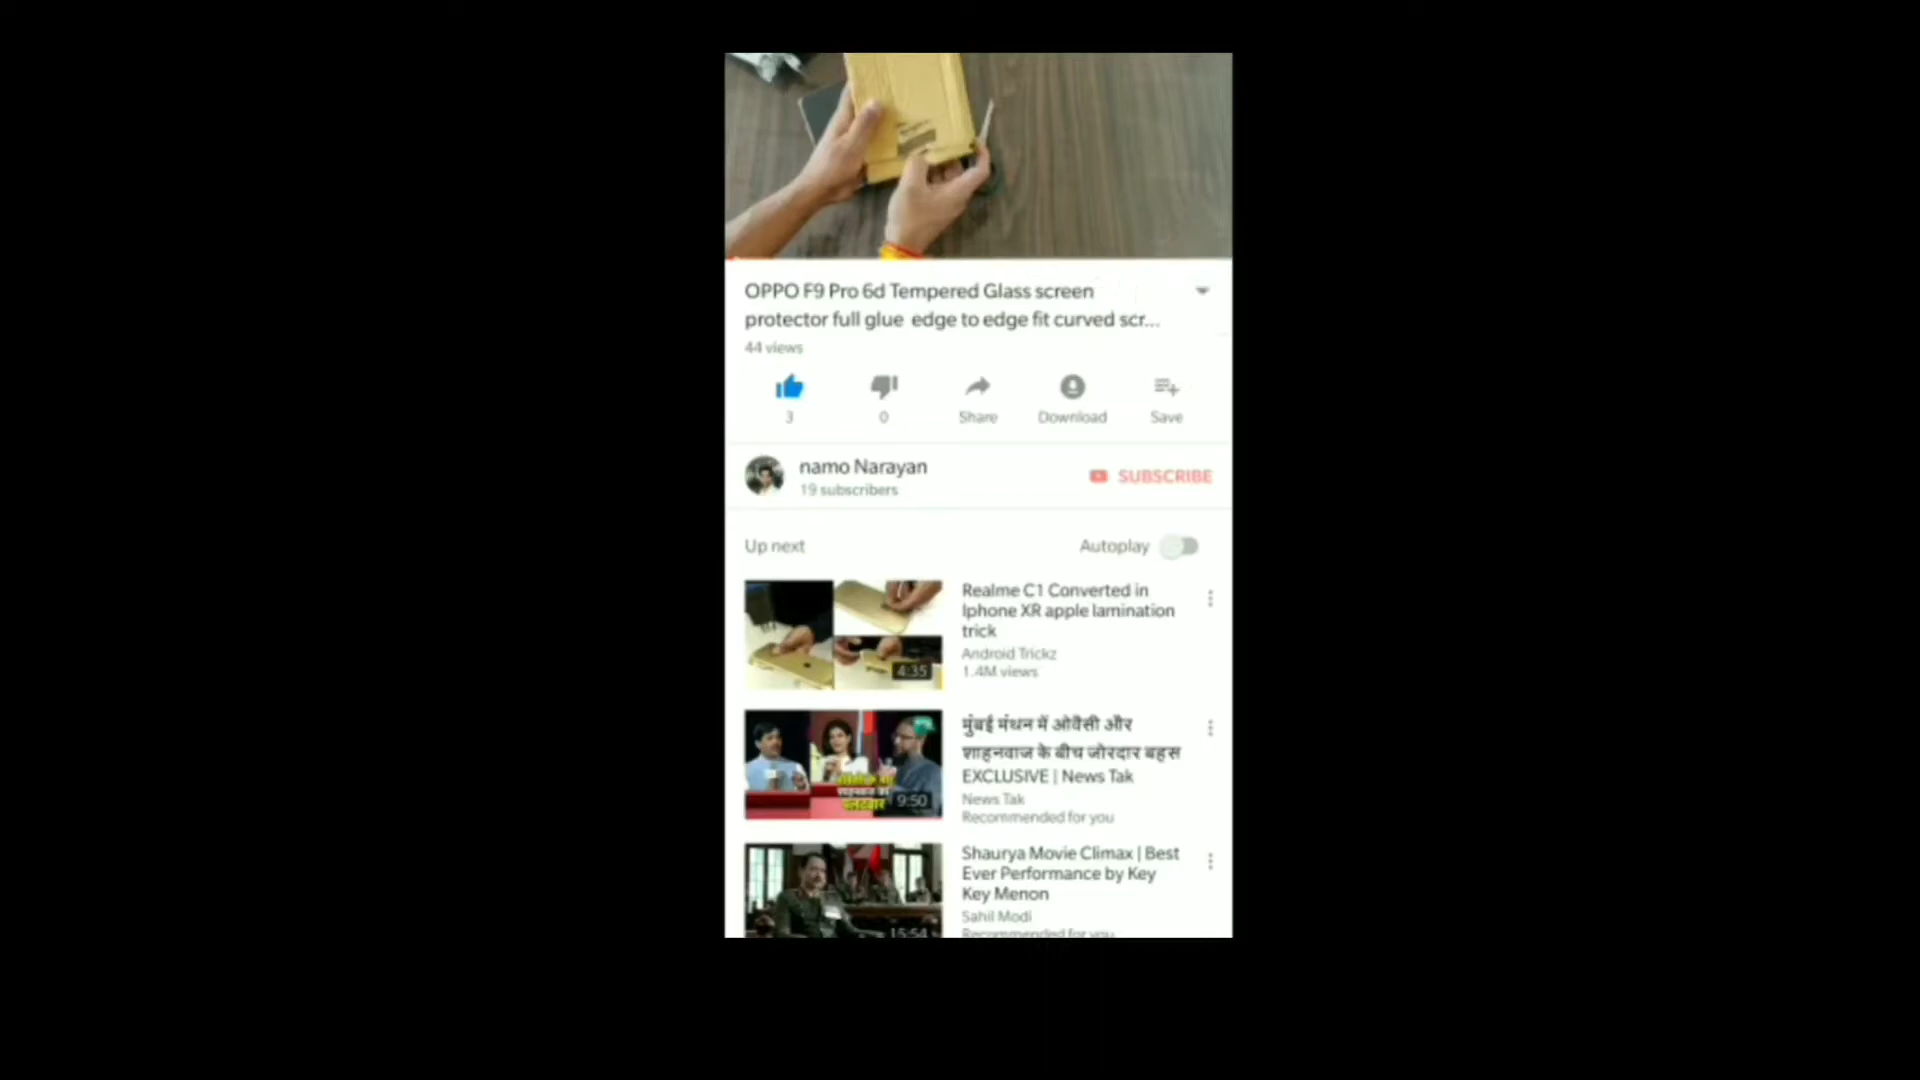 OPPO F9 Pro 6d Tempered Glass screen
protector full glue edge to edge fit curved scr...
44 views
3
0
Share
Download
Save
namo Narayan
19 subscribers
SUBSCRIBE
Up next
Autoplay
Realme C1 Converted in
Iphone XR apple lamination
trick
Android Trickz
1.4M views
4:35
मुंबई मंथन में ओवैसी और
शाहनवाज के बीच जोरदार बहस
EXCLUSIVE | News Tak
News Tak
Recommended for you
9:50
Shaurya Movie Climax | Best
Ever Performance by Key
Key Menon
Sahil Modi
Recommended for you
15:54